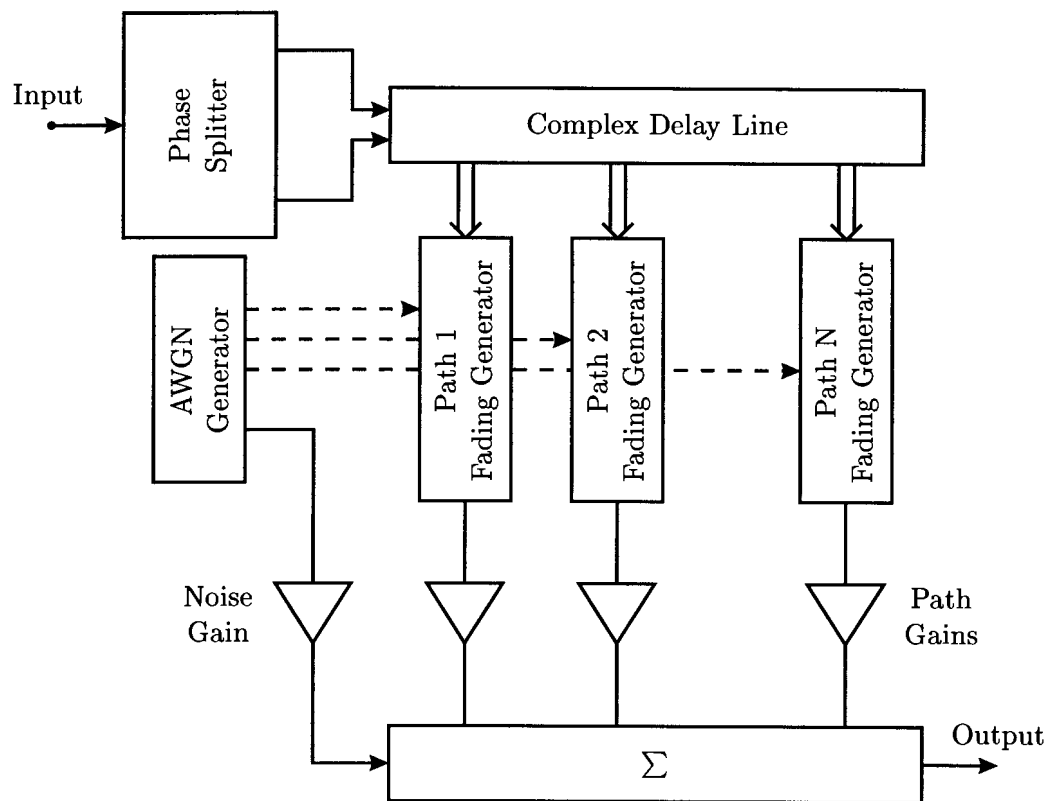 Input
Phase
Splitter
Complex Delay Line
AWGN
Generator
Path 1
Fading Generator
Path 2
Fading Generator
Path N
Fading Generator
Noise
Gain
Path
Gains
Σ
Output